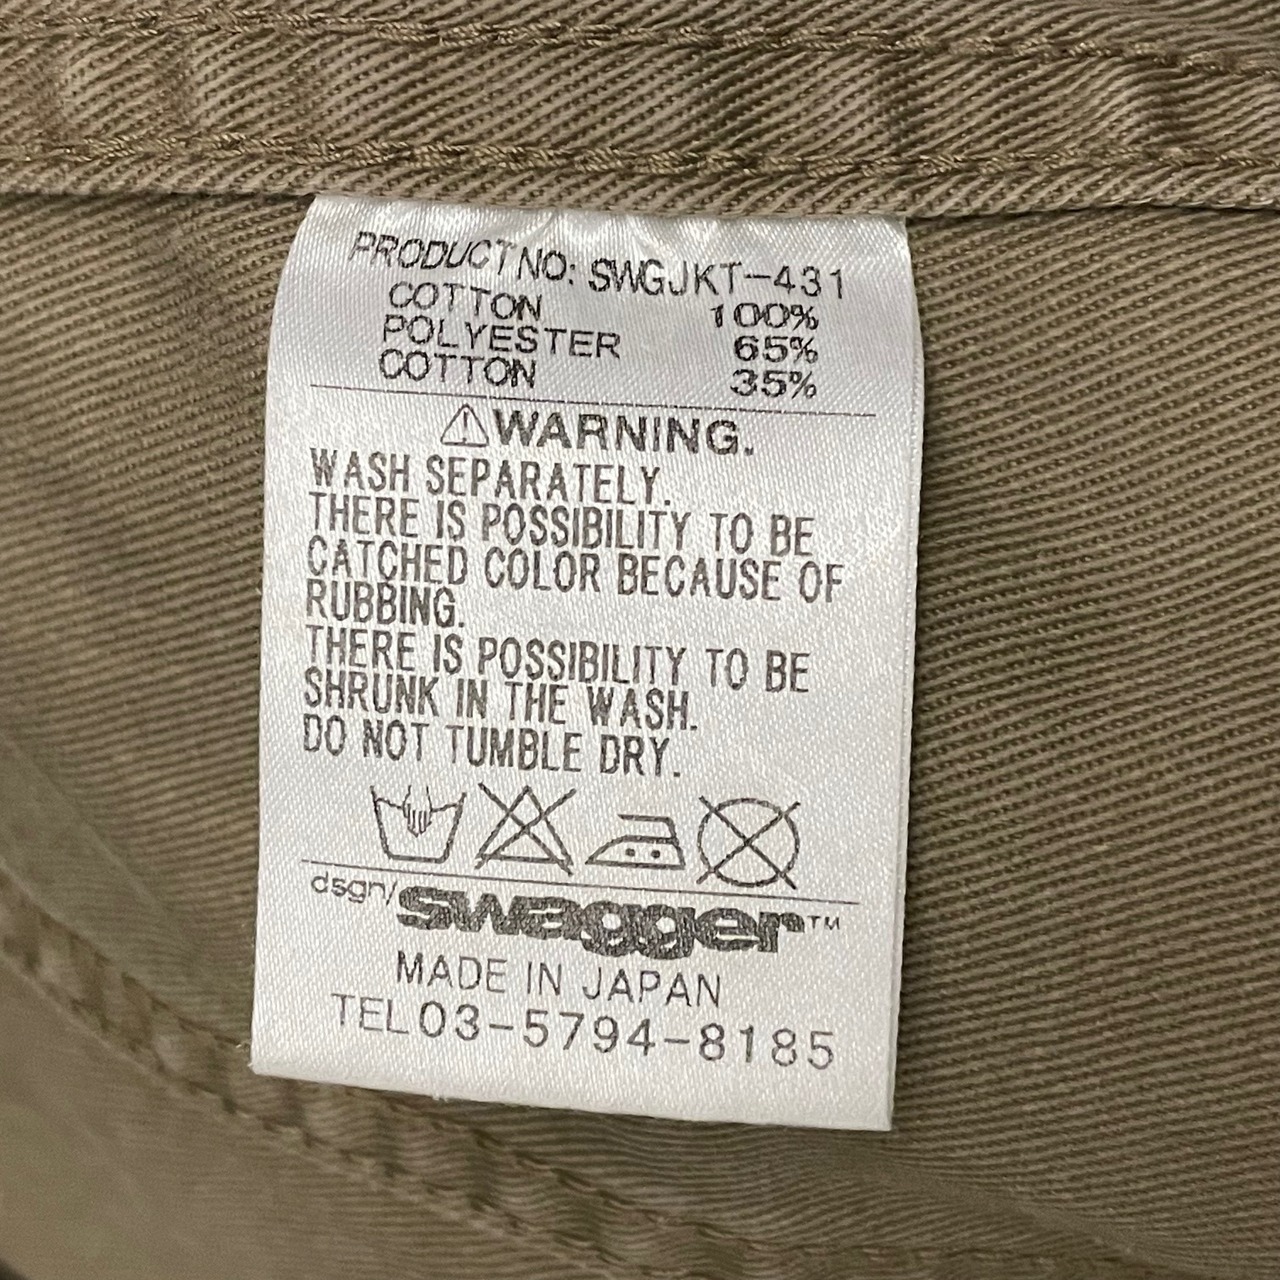 PRODUCT NO: SWGJKT-431
COTTON 100%
POLYESTER 65%
COTTON 35%
⚠WARNING.
WASH SEPARATELY.
THERE IS POSSIBILITY TO BE
CATCHED COLOR BECAUSE OF
RUBBING.
THERE IS POSSIBILITY TO BE
SHRUNK IN THE WASH.
DO NOT TUMBLE DRY.
dsgn/swagger™
MADE IN JAPAN
TEL03-5794-8185